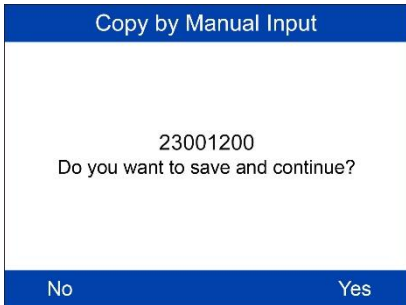 Copy by Manual Input
23001200
Do you want to save and continue?
No Yes